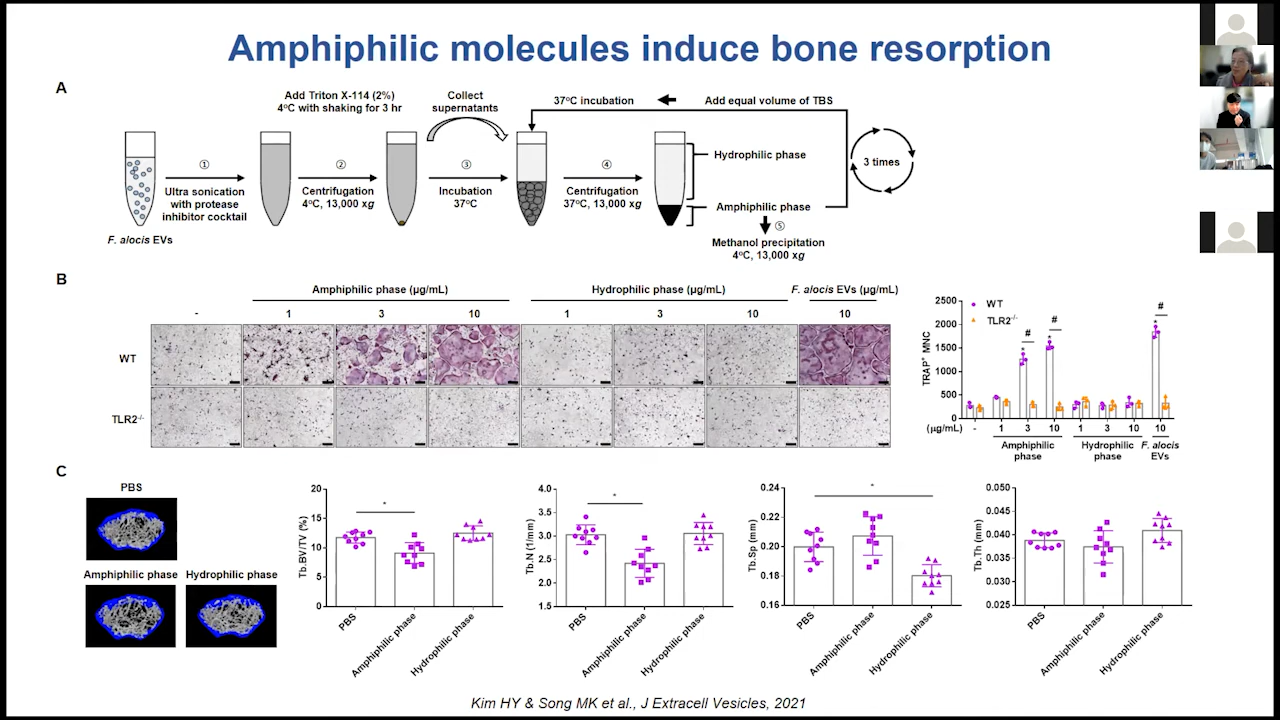 Amphiphilic molecules induce bone resorption
A
Add Triton X-114 (2%)
4°C with shaking for 3 hr
Collect
supernatants
37°C incubation
Add equal volume of TBS
①
Ultra sonication
with protease
inhibitor cocktail
②
Centrifugation
4°C, 13,000 xg
③
Incubation
37°C
④
Centrifugation
37°C, 13,000 xg
Hydrophilic phase
Amphiphilic phase
3 times
⑤
Methanol precipitation
4°C, 13,000 xg
F. alocis EVs
B
Amphiphilic phase (μg/mL)
Hydrophilic phase (μg/mL)
F. alocis EVs (μg/mL)
- 1 3 10 1 3 10 10
WT
TLR2-/-
WT
TLR2-/-
TRAP+ MNC
2500
2000
1500
1000
500
0
* # * # * #
(μg/mL) - 1 3 10 1 3 10 10
Amphiphilic
phase
Hydrophilic
phase
F. alocis
EVs
C
PBS
Amphiphilic phase
Hydrophilic phase
Tb.BV/TV (%)
20
15
10
5
0
*
PBS
Amphiphilic phase
Hydrophilic phase
Tb.N (1/mm)
4.0
3.5
3.0
2.5
2.0
1.5
*
PBS
Amphiphilic phase
Hydrophilic phase
Tb.Sp (mm)
0.24
0.22
0.20
0.18
0.16
*
PBS
Amphiphilic phase
Hydrophilic phase
Tb.Th (mm)
0.050
0.045
0.040
0.035
0.030
0.025
PBS
Amphiphilic phase
Hydrophilic phase
Kim HY & Song MK et al., J Extracell Vesicles, 2021